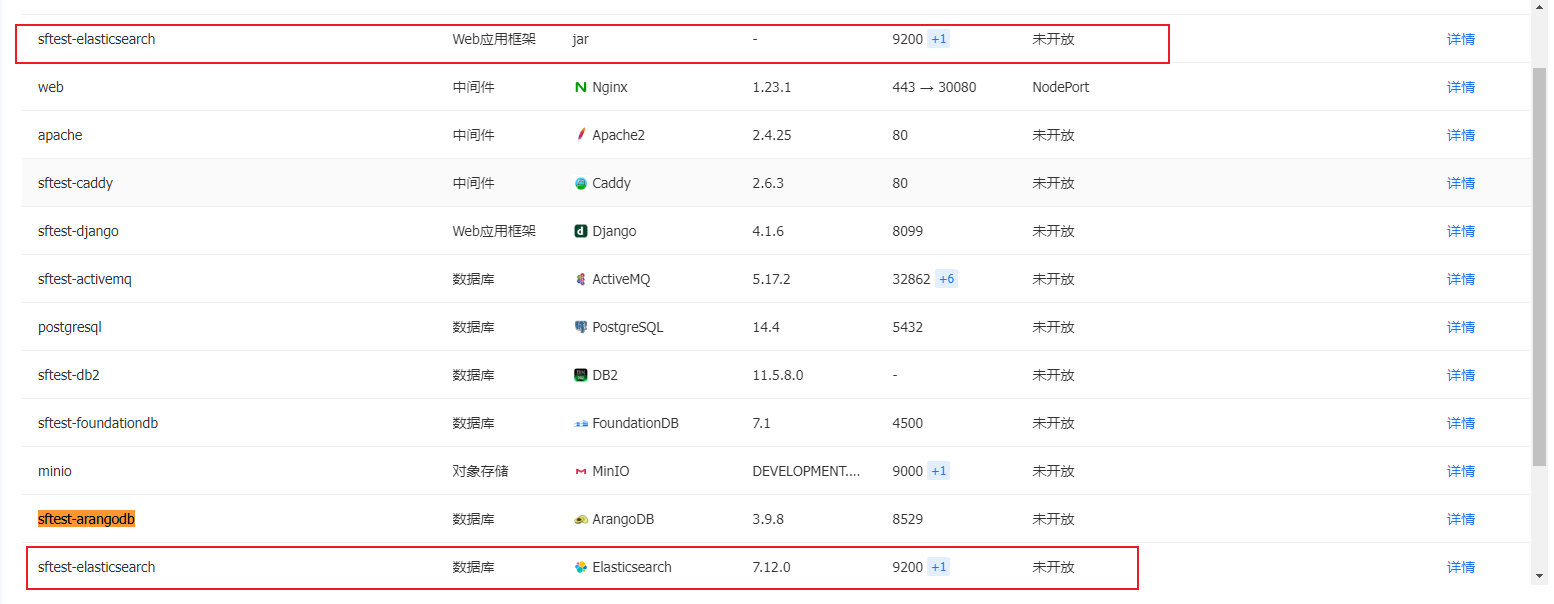 sftest-elasticsearch Web应用框架 jar - 9200 +1 未开放 详情
web 中间件 Nginx 1.23.1 443 → 30080 NodePort 详情
apache 中间件 Apache2 2.4.25 80 未开放 详情
sftest-caddy 中间件 Caddy 2.6.3 80 未开放 详情
sftest-django Web应用框架 Django 4.1.6 8099 未开放 详情
sftest-activemq 数据库 ActiveMQ 5.17.2 32862 +6 未开放 详情
postgresql 数据库 PostgreSQL 14.4 5432 未开放 详情
sftest-db2 数据库 DB2 11.5.8.0 - 未开放 详情
sftest-foundationdb 数据库 FoundationDB 7.1 4500 未开放 详情
minio 对象存储 MinIO DEVELOPMENT.... 9000 +1 未开放 详情
sftest-arangodb 数据库 ArangoDB 3.9.8 8529 未开放 详情
sftest-elasticsearch 数据库 Elasticsearch 7.12.0 9200 +1 未开放 详情